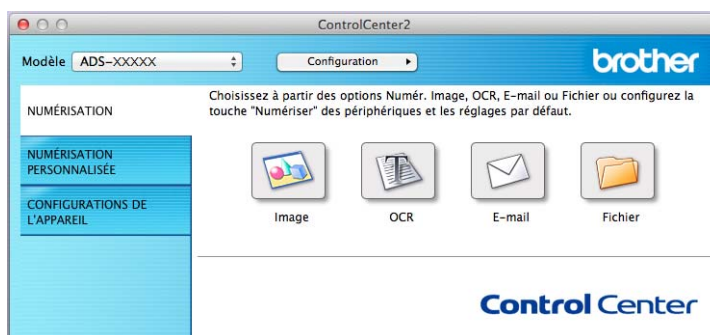 ControlCenter2
Modèle ADS-XXXXX Configuration brother
Choisissez à partir des options Numér. Image, OCR, E-mail ou Fichier ou configurez la
touche "Numériser" des périphériques et les réglages par défaut.
NUMÉRISATION
NUMÉRISATION
PERSONNALISÉE
CONFIGURATIONS DE
L'APPAREIL
Image OCR E-mail Fichier
Control Center